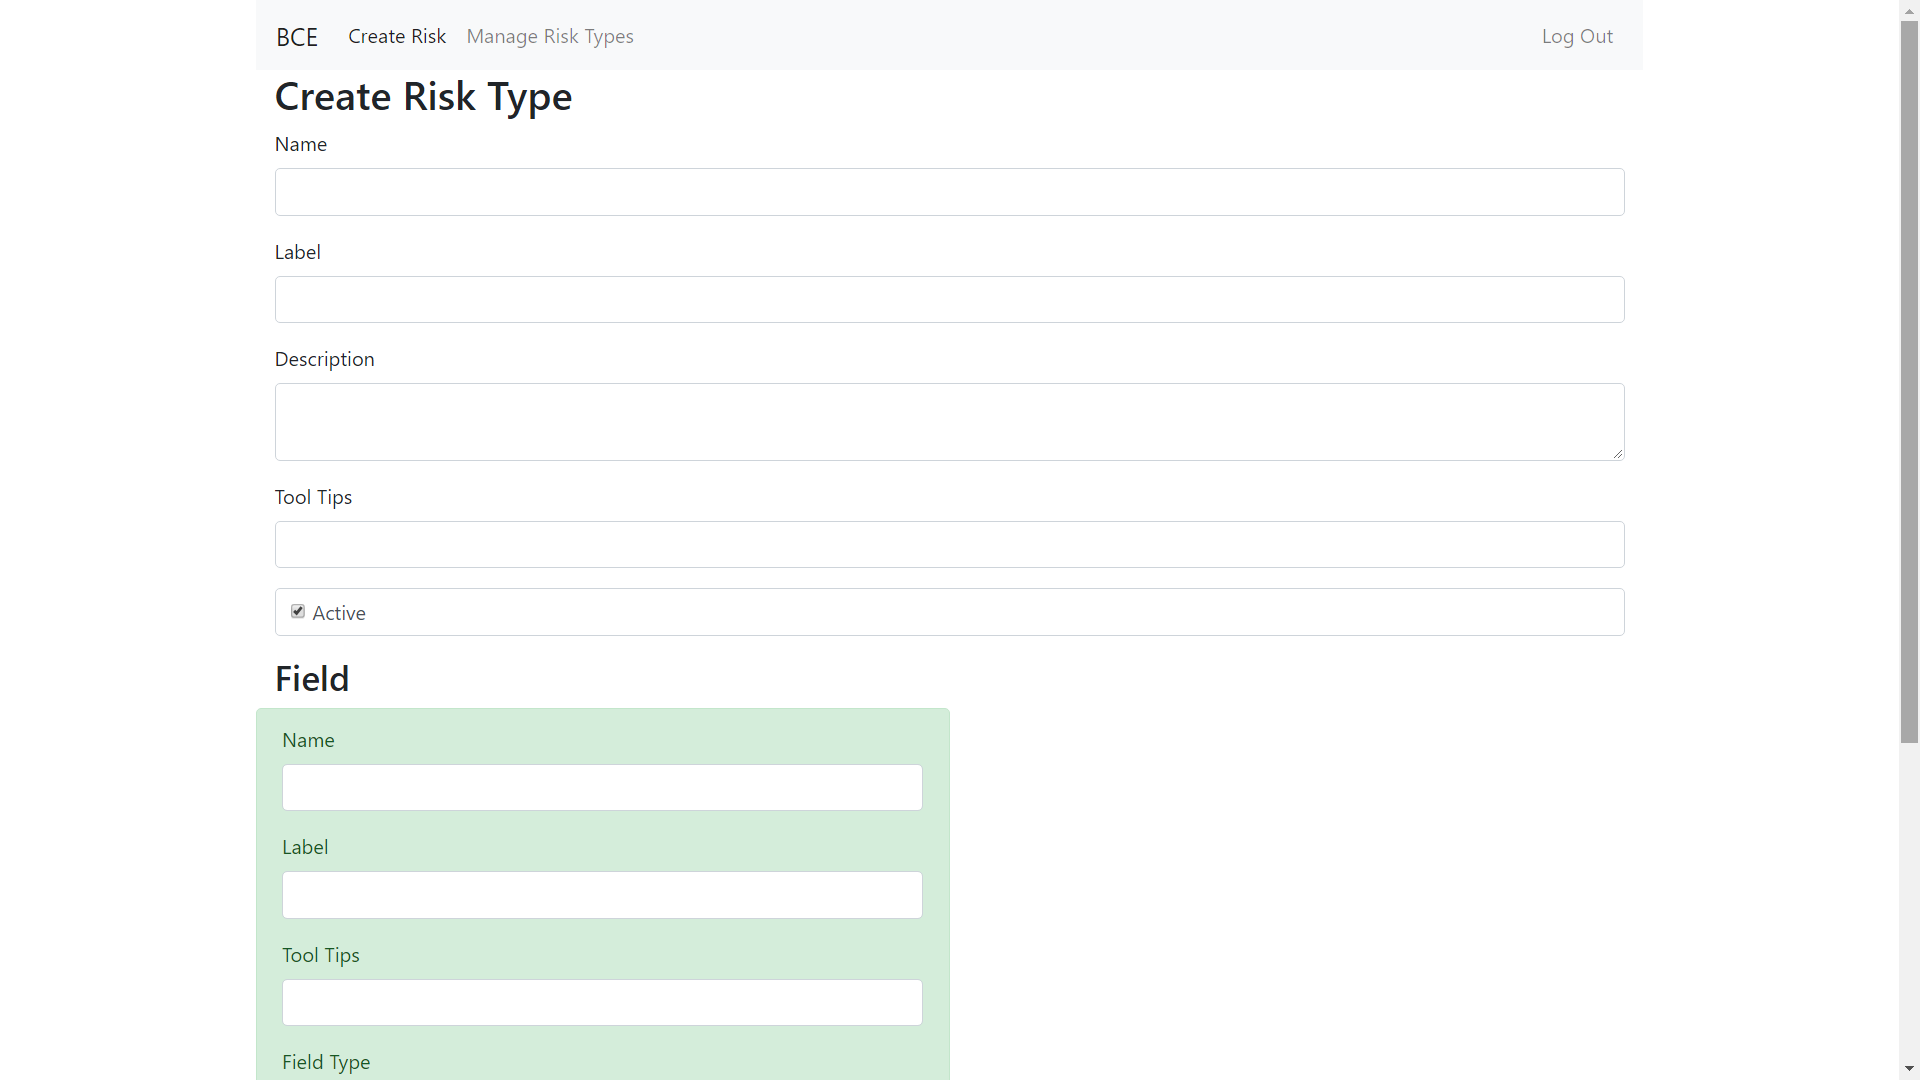 BCE Create Risk Manage Risk Types Log Out
Create Risk Type
Name
Label
Description
Tool Tips
Active
Field
Name
Label
Tool Tips
Field Type